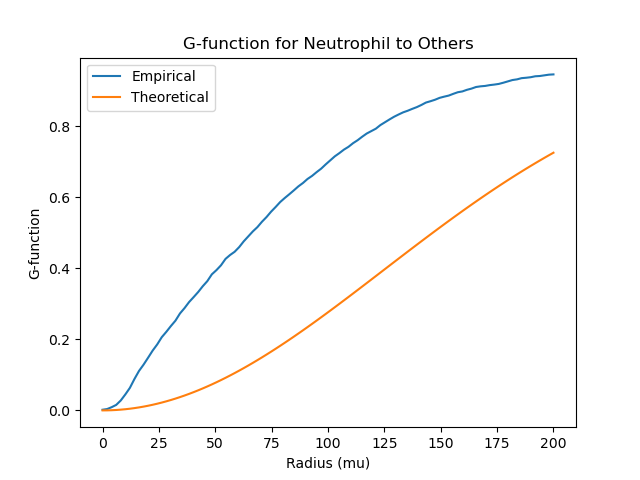 G-function for Neutrophil to Others
Empirical
Theoretical
G-function
0.8
0.6
0.4
0.2
0.0
0 25 50 75 100 125 150 175 200
Radius (mu)